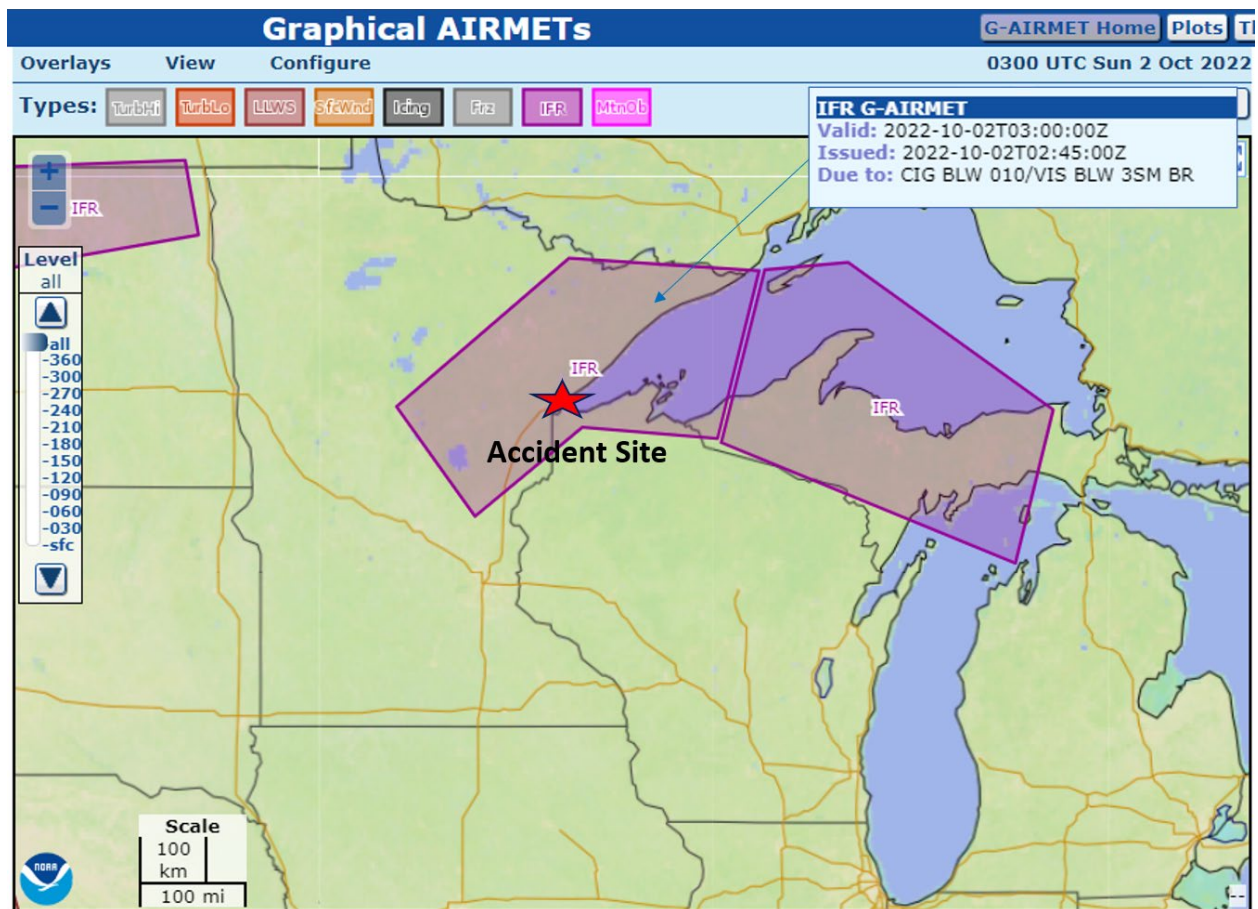 Graphical AIRMETs
G-AIRMET Home Plots
Overlays View Configure
0300 UTC Sun 2 Oct 2022
Types: TurbHi TurbLo LLWS SfcWnd Icing Frz IFR MtnOb
IFR G-AIRMET
Valid: 2022-10-02T03:00:00Z
Issued: 2022-10-02T02:45:00Z
Due to: CIG BLW 010/VIS BLW 3SM BR
+
−
IFR
Level
all
all
-360
-300
-270
-240
-210
-180
-150
-120
-090
-060
-030
-sfc
IFR
IFR
Accident Site
Scale
100
km
100 mi
NOAA
--